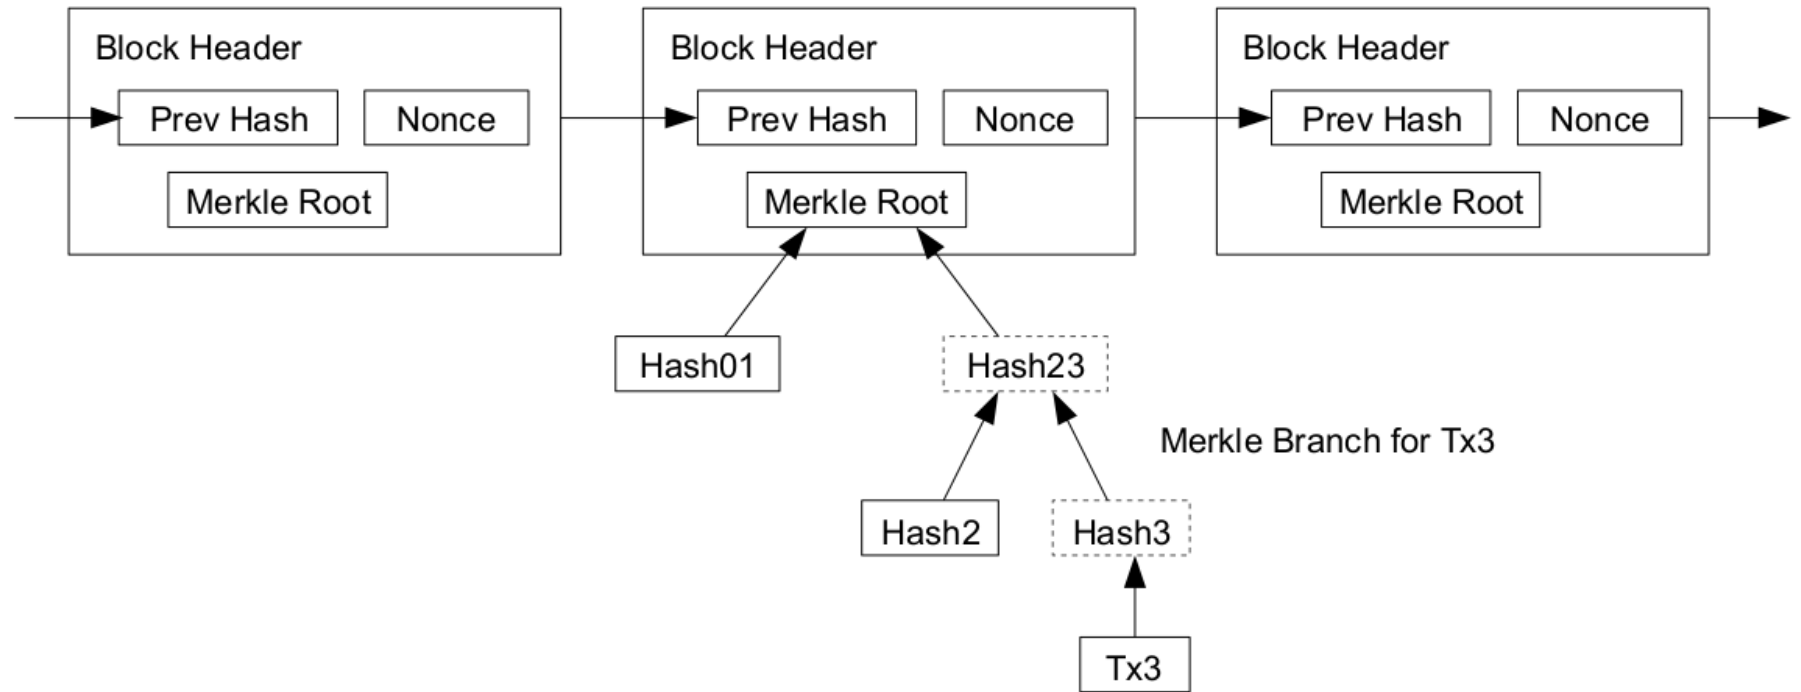 Block Header
Prev Hash
Nonce
Merkle Root
Block Header
Prev Hash
Nonce
Merkle Root
Block Header
Prev Hash
Nonce
Merkle Root
Hash01
Hash23
Merkle Branch for Tx3
Hash2
Hash3
Tx3